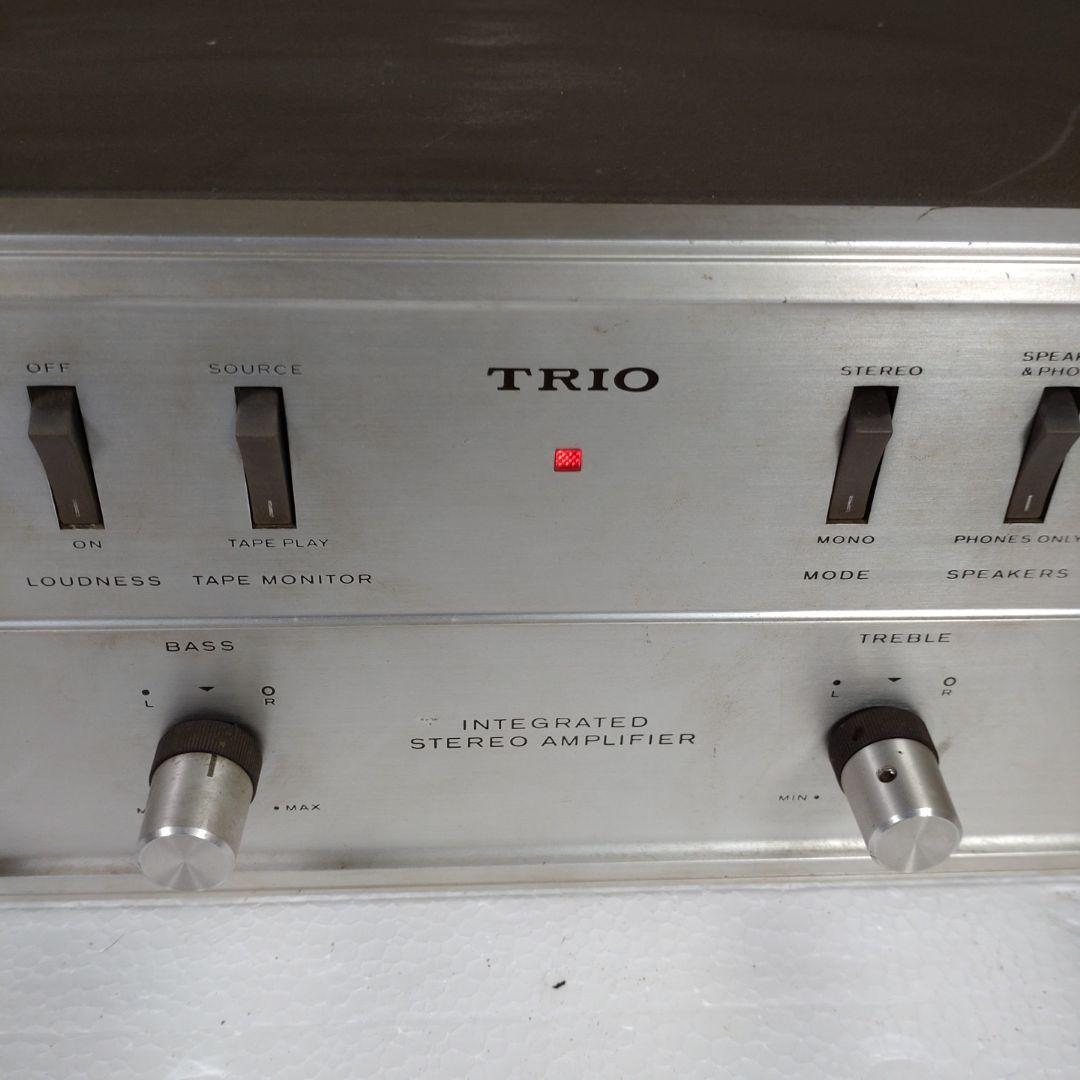 OFF
SOURCE
TRIO
STEREO
& PHO
ON
TAPE PLAY
MONO
PHONES ONLY
LOUDNESS
TAPE MONITOR
MODE
SPEAKERS
BASS
TREBLE
L
R
L
R
INTEGRATED
STEREO AMPLIFIER
MAX
MIN